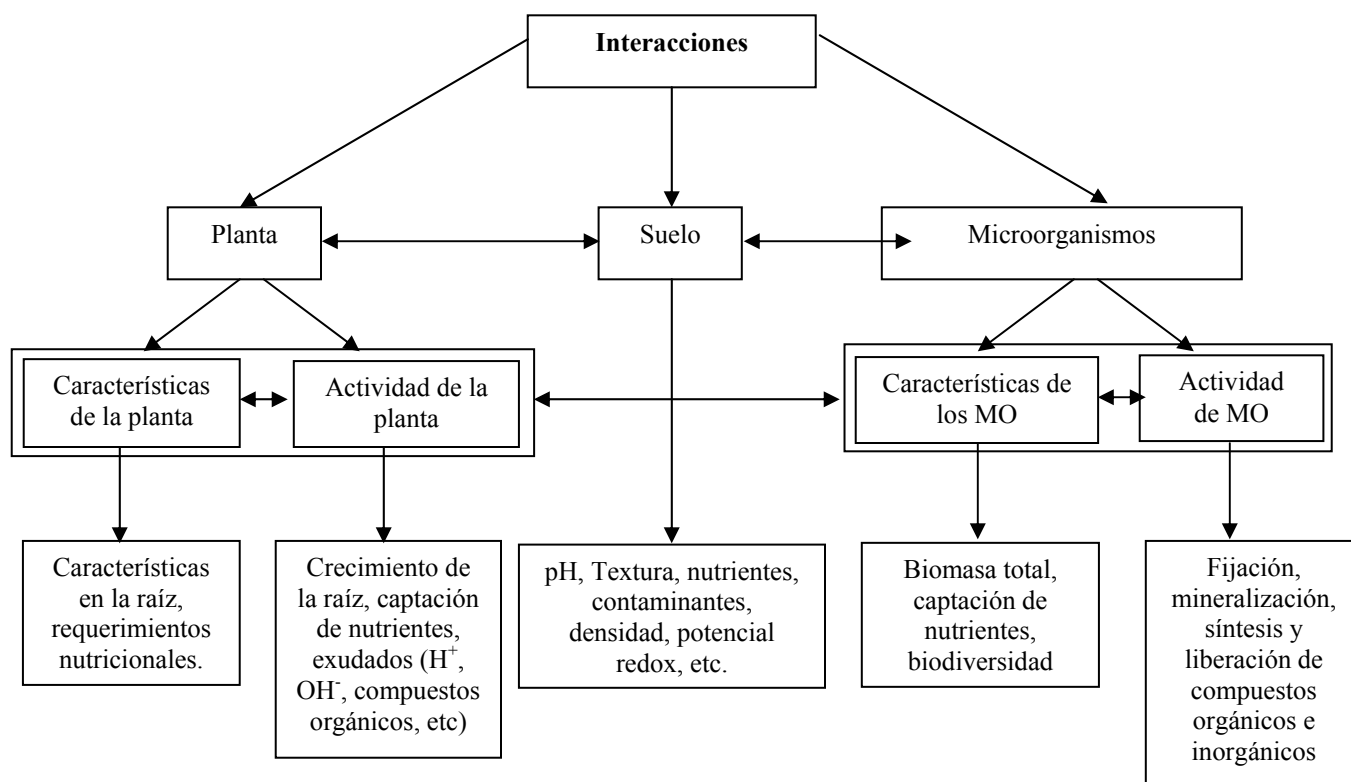 Interacciones
Planta
Suelo
Microorganismos
Características
de la planta
Actividad de la
planta
Características de
los MO
Actividad
de MO
Características
en la raíz,
requerimientos
nutricionales.
Crecimiento de
la raíz, captación
de nutrientes,
exudados (H⁺,
OH⁻, compuestos
orgánicos, etc)
pH, Textura, nutrientes,
contaminantes,
densidad, potencial
redox, etc.
Biomasa total,
captación de
nutrientes,
biodiversidad
Fijación,
mineralización,
síntesis y
liberación de
compuestos
orgánicos e
inorgánicos